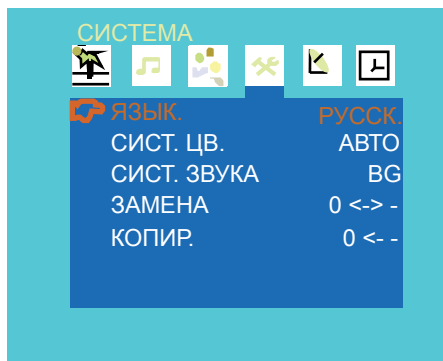 СИСТЕМА
ЯЗЫК. РУССК.
СИСТ. ЦВ. АВТО
СИСТ. ЗВУКА BG
ЗАМЕНА 0 <-> -
КОПИР. 0 <- -